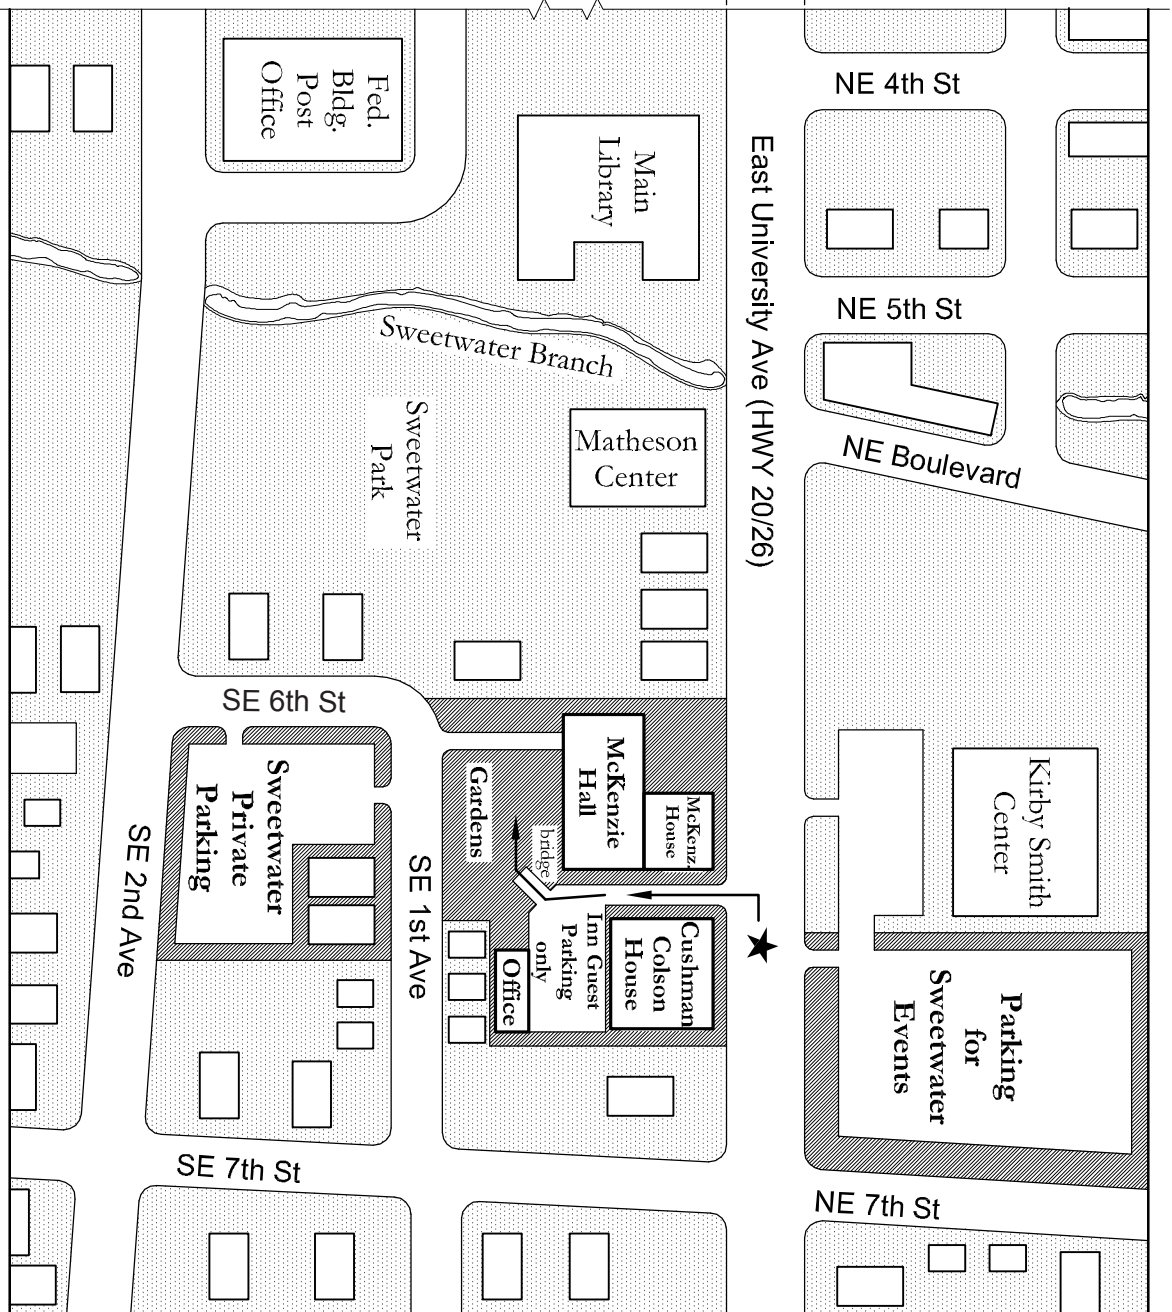 NE 4th St
Fed.
Bldg.
Post
Office
Main
Library
East University Ave (HWY 20/26)
NE 5th St
Sweetwater Branch
Sweetwater
Park
Matheson
Center
NE Boulevard
SE 6th St
McKenzie
Hall
McKenz.
House
Kirby Smith
Center
Sweetwater
Private
Parking
Gardens
bridge
SE 2nd Ave
SE 1st Ave
Inn Guest
Parking
only
Cushman
Colson
House
Office
Parking
for
Sweetwater
Events
SE 7th St
NE 7th St